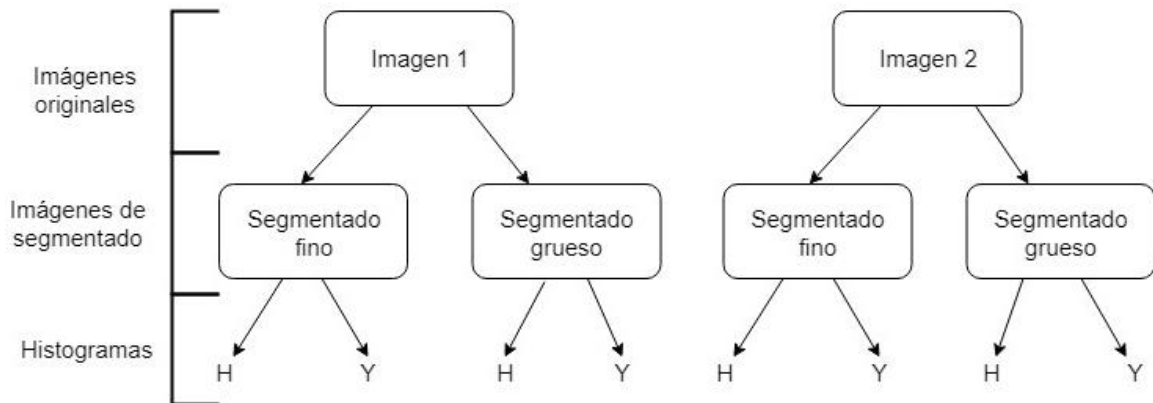 Imágenes
originales
Imagen 1
Imagen 2
Imágenes de
segmentado
Segmentado
fino
Segmentado
grueso
Segmentado
fino
Segmentado
grueso
Histogramas
H
Y
H
Y
H
Y
H
Y